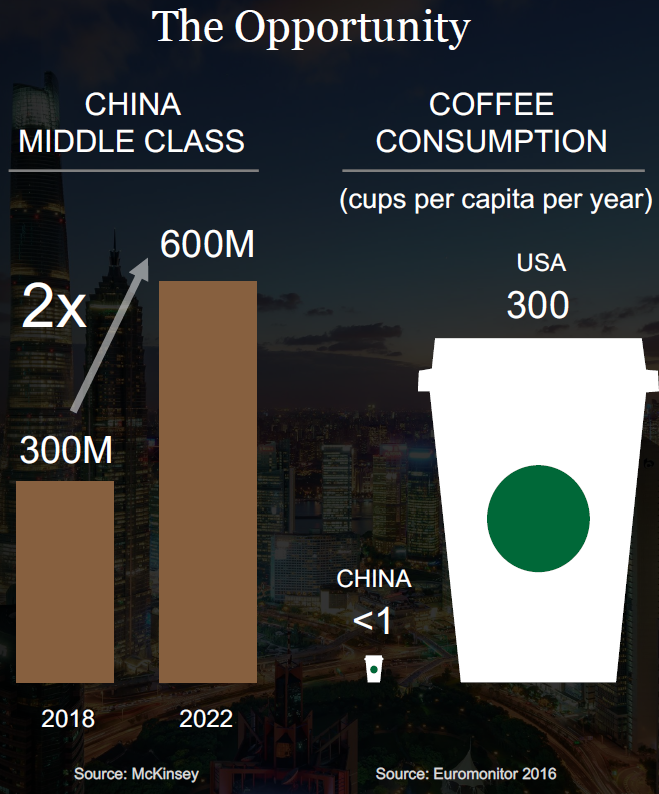 The Opportunity
CHINA
MIDDLE CLASS
600M
2x
300M
2018
2022
Source: McKinsey
COFFEE
CONSUMPTION
(cups per capita per year)
USA
300
CHINA
<1
Source: Euromonitor 2016